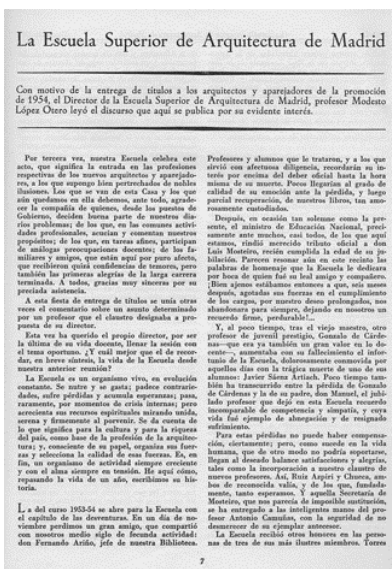 La Escuela Superior de Arquitectura de Madrid
Con motivo de la entrega de títulos a los arquitectos y aparejadores de la promoción
de 1954, el Director de la Escuela Superior de Arquitectura de Madrid, profesor Modesto
López Otero leyó el discurso que aquí se publica por su evidente interés.
Por tercera vez, nuestra Escuela celebra este
acto, que significa la entrada en las profesiones
respectivas de los nuevos arquitectos y aparejado-
res, a los que supongo bien pertrechados de nobles
ilusiones. Los que se van de esta Casa y los que
aún quedamos en ella debemos, ante todo, agrade-
cer la compañía de quienes, desde los puestos de
Gobierno, deciden buena parte de nuestros dia-
rios problemas; de los que, en las comunes activi-
dades profesionales, acucian y comentan nuestros
propósitos; de los que, en tareas afines, participan
de análogas preocupaciones docentes; de los fa-
miliares y amigos, que están aquí por puro afecto,
que recibieron quizá confidencias de temores, pero
también las primeras alegrías de la larga carrera
terminada. A todos, gracias muy sinceras por su
preciada asistencia.
A esta fiesta de entrega de títulos se unía otras
veces el comentario sobre un asunto determinado
por un profesor que el claustro designaba a pro-
puesta de su director.
Esta vez ha querido el propio director, por ser
la última de su vida docente, llenar la sesión con
el tema oportuno. ¿Y cuál mejor que el de recor-
dar, en breve síntesis, la vida de la Escuela desde
nuestra anterior reunión?
La Escuela es un organismo vivo, en evolución
constante. Se nutre y se gasta; padece contrarie-
dades, sufre pérdidas y acumula esperanzas; pasa,
raramente, por momentos de crisis internas; pero
acrecienta sus recursos espirituales mirando unida,
serena y firmemente al porvenir. Se da cuenta de
lo que significa para la cultura y para la riqueza
del país, como base de la profesión de la arquitec-
tura; y, consciente de su papel, organiza sus fuer-
zas y selecciona la calidad de esas fuerzas. Es, en
fin, un organismo de actividad siempre creciente
y con el alma siempre en tensión. He aquí cómo,
repasando la vida de un año, escribimos su his-
toria.
La del curso 1953-54 se abre para la Escuela con
el capítulo de las desventuras. En un día de no-
viembre perdimos un gran amigo, que compartió
con nosotros medio siglo de fecunda actividad:
don Fernando Ariño, jefe de nuestra Biblioteca.
Profesores y alumnos que le trataron, y a los que
sirvió con afectuosa diligencia, recordarán su in-
terés por encima del deber oficial hasta la hora
misma de su muerte. Pocos llegarían al grado de
calidad de su emoción ante la pérdida, y luego
parcial recuperación, de nuestros libros, tan amo-
rosamente custodiados.
Después, en ocasión tan solemne como la pre-
sente, el ministro de Educación Nacional, preci-
samente ante muchos, casi todos, de los que aquí
estamos, rindió merecido tributo oficial a don
Luis Mosteiro, recién cumplida la edad de su ju-
bilación. Parecen resonar aún en este recinto las
palabras de homenaje que la Escuela le dedicara
por boca de quien fué su leal amigo y compañero.
¡Bien ajenos estábamos entonces a que, seis meses
después, agotadas sus fuerzas en el cumplimiento
de los cargos, por nuestro deseo prolongados, nos
abandonara para siempre, dejando en nosotros un
recuerdo firme, perdurable!...
Y, al poco tiempo, tras el viejo maestro, otro
profesor de juvenil prestigio, Gonzalo de Cárde-
nas—que era ya también un gran valor en lo do-
cente—, aumentaba con su fallecimiento el infor-
tunio de la Escuela, dolorosamente conmovida por
aquellos días con la trágica muerte de uno de sus
alumnos: Javier Sáenz Artiach. Poco tiempo tam-
bién ha transcurrido entre la pérdida de Gonzalo
de Cárdenas y la de su padre, don Manuel, el jubi-
lado profesor que dejó en esta Escuela recuerdo
incomparable de competencia y simpatía, y cuya
vida fué ejemplo de abnegación y de resignado
sufrimiento.
Para estas pérdidas no puede haber compensa-
ción, ciertamente; pero, como sucede en la vida
humana, que de otro modo no podría soportarse,
llegan al deseado balance satisfacciones y alegrías,
tales como la incorporación a nuestro claustro de
nuevos profesores. Así, Ruiz Azpiri y Chueca, am-
bos de reconocida valía, y de los que, fundada-
mente, tanto esperamos. Y aquella Secretaría de
Mosteiro, que nos parecía de imposible sustitución,
se ha entregado a las inteligentes manos del profe-
sor Antonio Camuñas, con la seguridad de no
desmerecer de su ejemplar antecesor.
La Escuela recibió otros honores en las perso-
nas de tres de sus más ilustres miembros. Torres
7